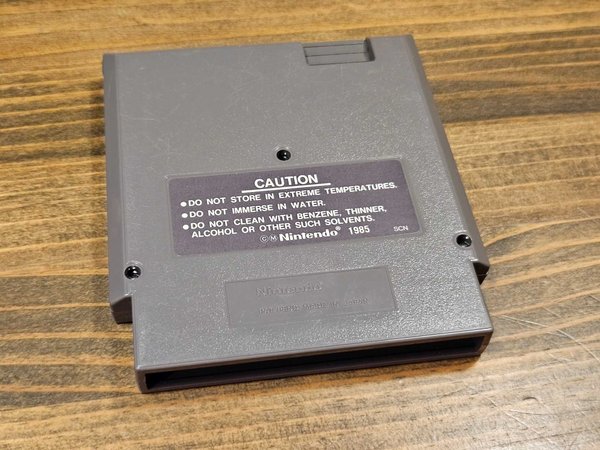 CAUTION
● DO NOT STORE IN EXTREME TEMPERATURES.
● DO NOT IMMERSE IN WATER.
● DO NOT CLEAN WITH BENZENE, THINNER,
ALCOHOL OR OTHER SUCH SOLVENTS.
©Ⓜ Nintendo® 1985 SCN
Nintendo